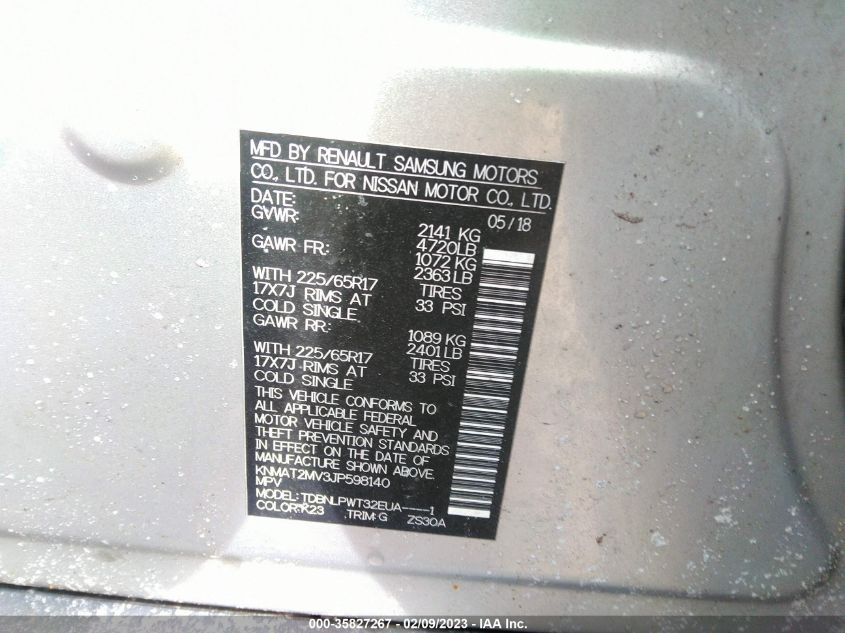 MFD BY RENAULT SAMSUNG MOTORS
CO., LTD. FOR NISSAN MOTOR CO., LTD.
DATE: 05/18
GVWR: 2141 KG
4720LB
GAWR FR: 1072 KG
2363 LB
WITH 225/65R17 TIRES
17X7J RIMS AT 33 PSI
COLD SINGLE
GAWR RR: 1089 KG
2401 LB
WITH 225/65R17 TIRES
17X7J RIMS AT 33 PSI
COLD SINGLE
THIS VEHICLE CONFORMS TO
ALL APPLICABLE FEDERAL
MOTOR VEHICLE SAFETY AND
THEFT PREVENTION STANDARDS
IN EFFECT ON THE DATE OF
MANUFACTURE SHOWN ABOVE.
KNMAT2MV3JP598140
MPV
MODEL: TDBNLPWT32EUA----1
COLOR:K23 TRIM:G ZS30A
000-35827267 - 02/09/2023 - IAA Inc.